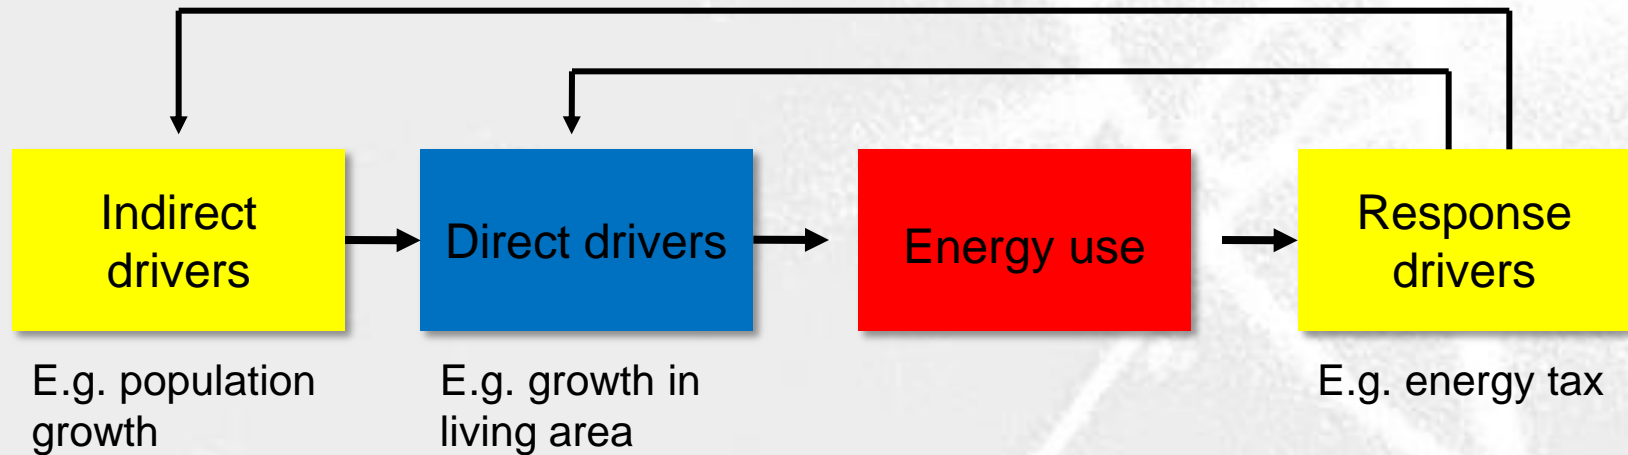 Indirect
drivers
Direct drivers
Energy use
Response
drivers
E.g. population
growth
E.g. growth in
living area
E.g. energy tax